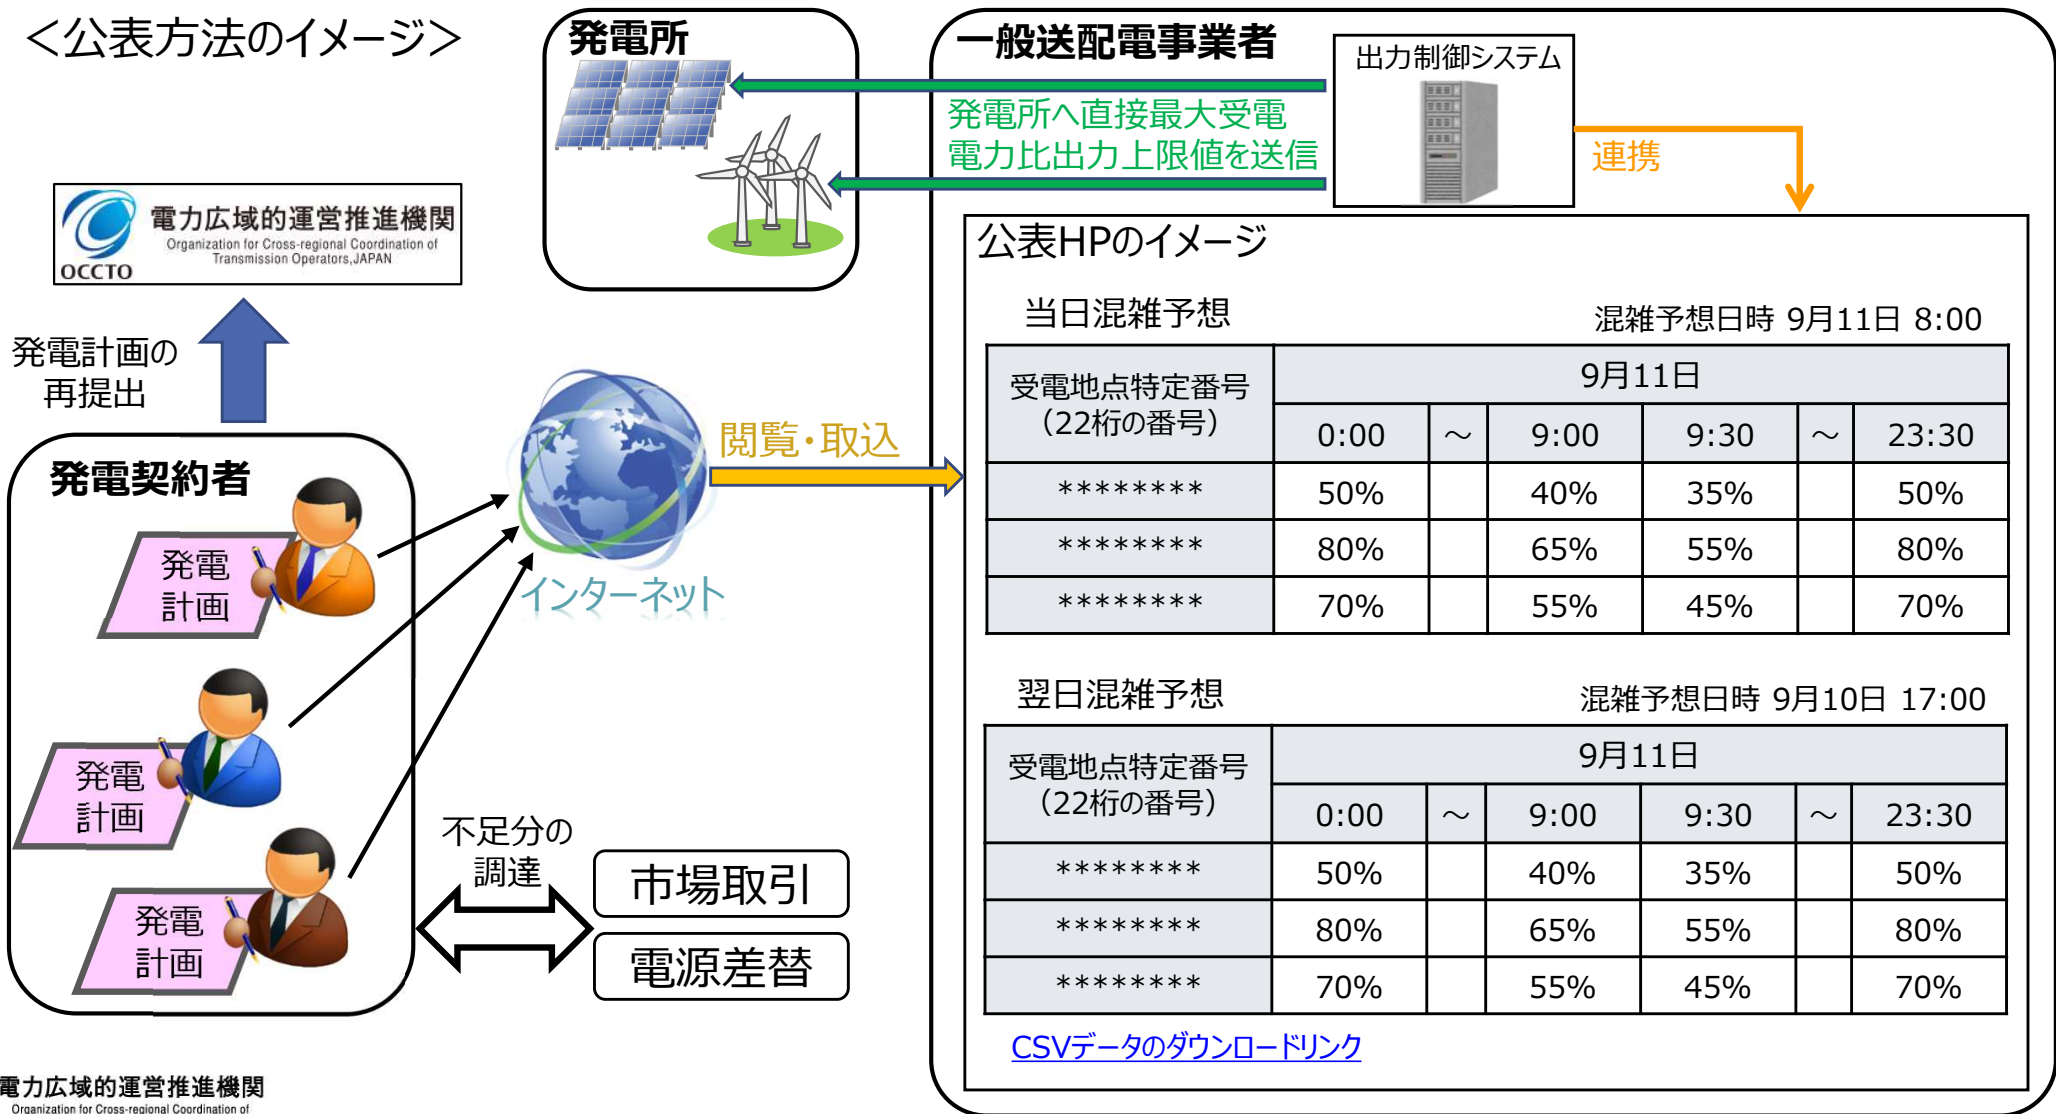 ＜公表方法のイメージ＞
発電所
一般送配電事業者
出力制御システム
発電所へ直接最大受電
電力比出力上限値を送信
連携
電力広域的運営推進機関
Organization for Cross-regional Coordination of
Transmission Operators,JAPAN
OCCTO
発電計画の
再提出
発電契約者
発電
計画
発電
計画
発電
計画
インターネット
閲覧・取込
不足分の
調達
市場取引
電源差替
公表HPのイメージ
当日混雑予想 混雑予想日時 9月11日 8:00
受電地点特定番号
（22桁の番号）
9月11日
0:00 ～ 9:00 9:30 ～ 23:30
******** 50% 40% 35% 50%
******** 80% 65% 55% 80%
******** 70% 55% 45% 70%
翌日混雑予想 混雑予想日時 9月10日 17:00
受電地点特定番号
（22桁の番号）
9月11日
0:00 ～ 9:00 9:30 ～ 23:30
******** 50% 40% 35% 50%
******** 80% 65% 55% 80%
******** 70% 55% 45% 70%
CSVデータのダウンロードリンク
電力広域的運営推進機関
Organization for Cross-regional Coordination of